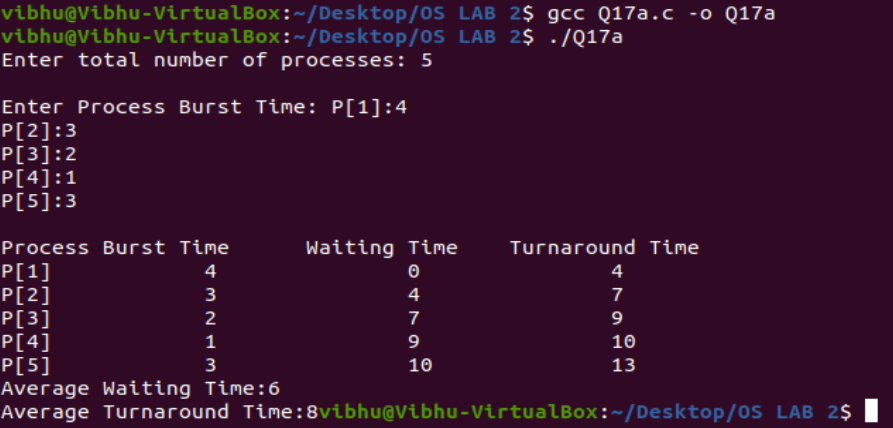 vibhu@Vibhu-VirtualBox:~/Desktop/OS LAB 2$ gcc Q17a.c -o Q17a
vibhu@Vibhu-VirtualBox:~/Desktop/OS LAB 2$ ./Q17a
Enter total number of processes: 5
Enter Process Burst Time: P[1]:4
P[2]:3
P[3]:2
P[4]:1
P[5]:3
Process Burst Time Waiting Time Turnaround Time
P[1] 4 0 4
P[2] 3 4 7
P[3] 2 7 9
P[4] 1 9 10
P[5] 3 10 13
Average Waiting Time:6
Average Turnaround Time:8vibhu@Vibhu-VirtualBox:~/Desktop/OS LAB 2$